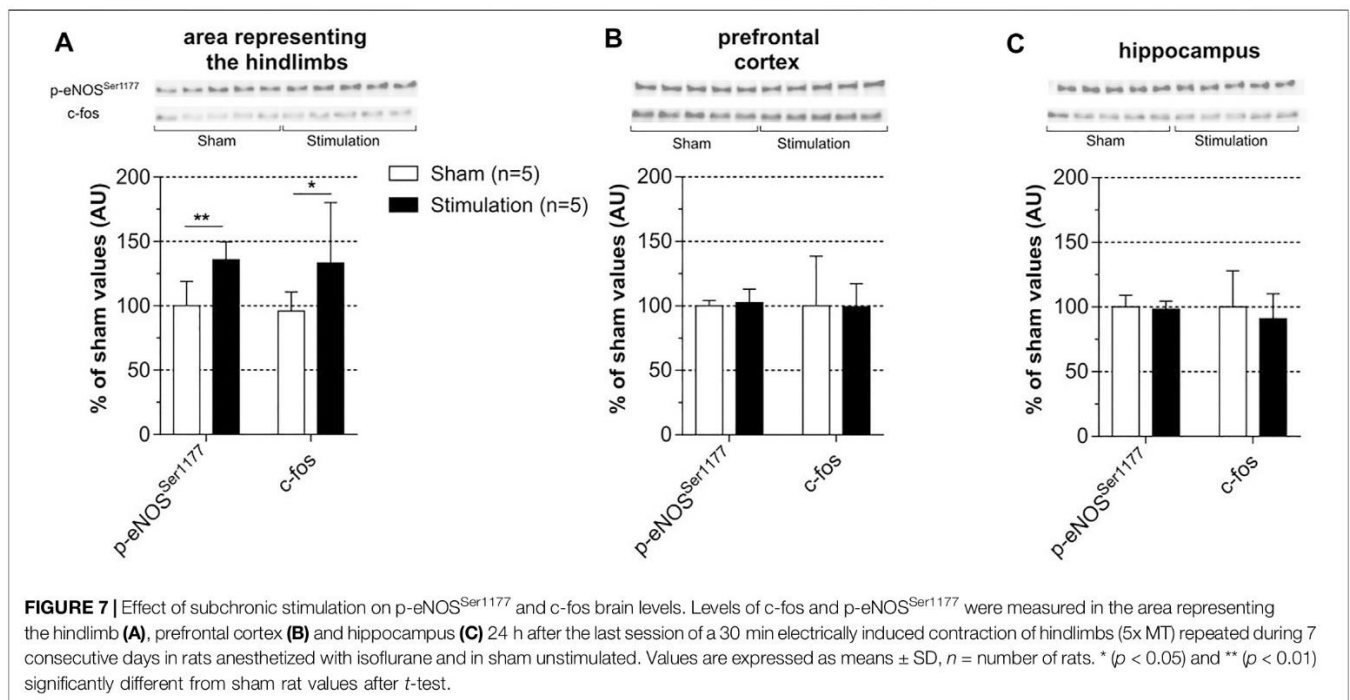 A
area representing
the hindlimbs
p-eNOSSer1177
c-fos
Sham
Stimulation
Sham (n=5)
Stimulation (n=5)
% of sham values (AU)
200
150
100
50
0
**
*
p-eNOSSer1177
c-fos
B
prefrontal
cortex
Sham
Stimulation
% of sham values (AU)
200
150
100
50
0
p-eNOSSer1177
c-fos
C
hippocampus
Sham
Stimulation
% of sham values (AU)
200
150
100
50
0
p-eNOSSer1177
c-fos
FIGURE 7 | Effect of subchronic stimulation on p-eNOSSer1177 and c-fos brain levels. Levels of c-fos and p-eNOSSer1177 were measured in the area representing
the hindlimb (A), prefrontal cortex (B) and hippocampus (C) 24 h after the last session of a 30 min electrically induced contraction of hindlimbs (5x MT) repeated during 7
consecutive days in rats anesthetized with isoflurane and in sham unstimulated. Values are expressed as means ± SD, n = number of rats. * (p < 0.05) and ** (p < 0.01)
significantly different from sham rat values after t-test.